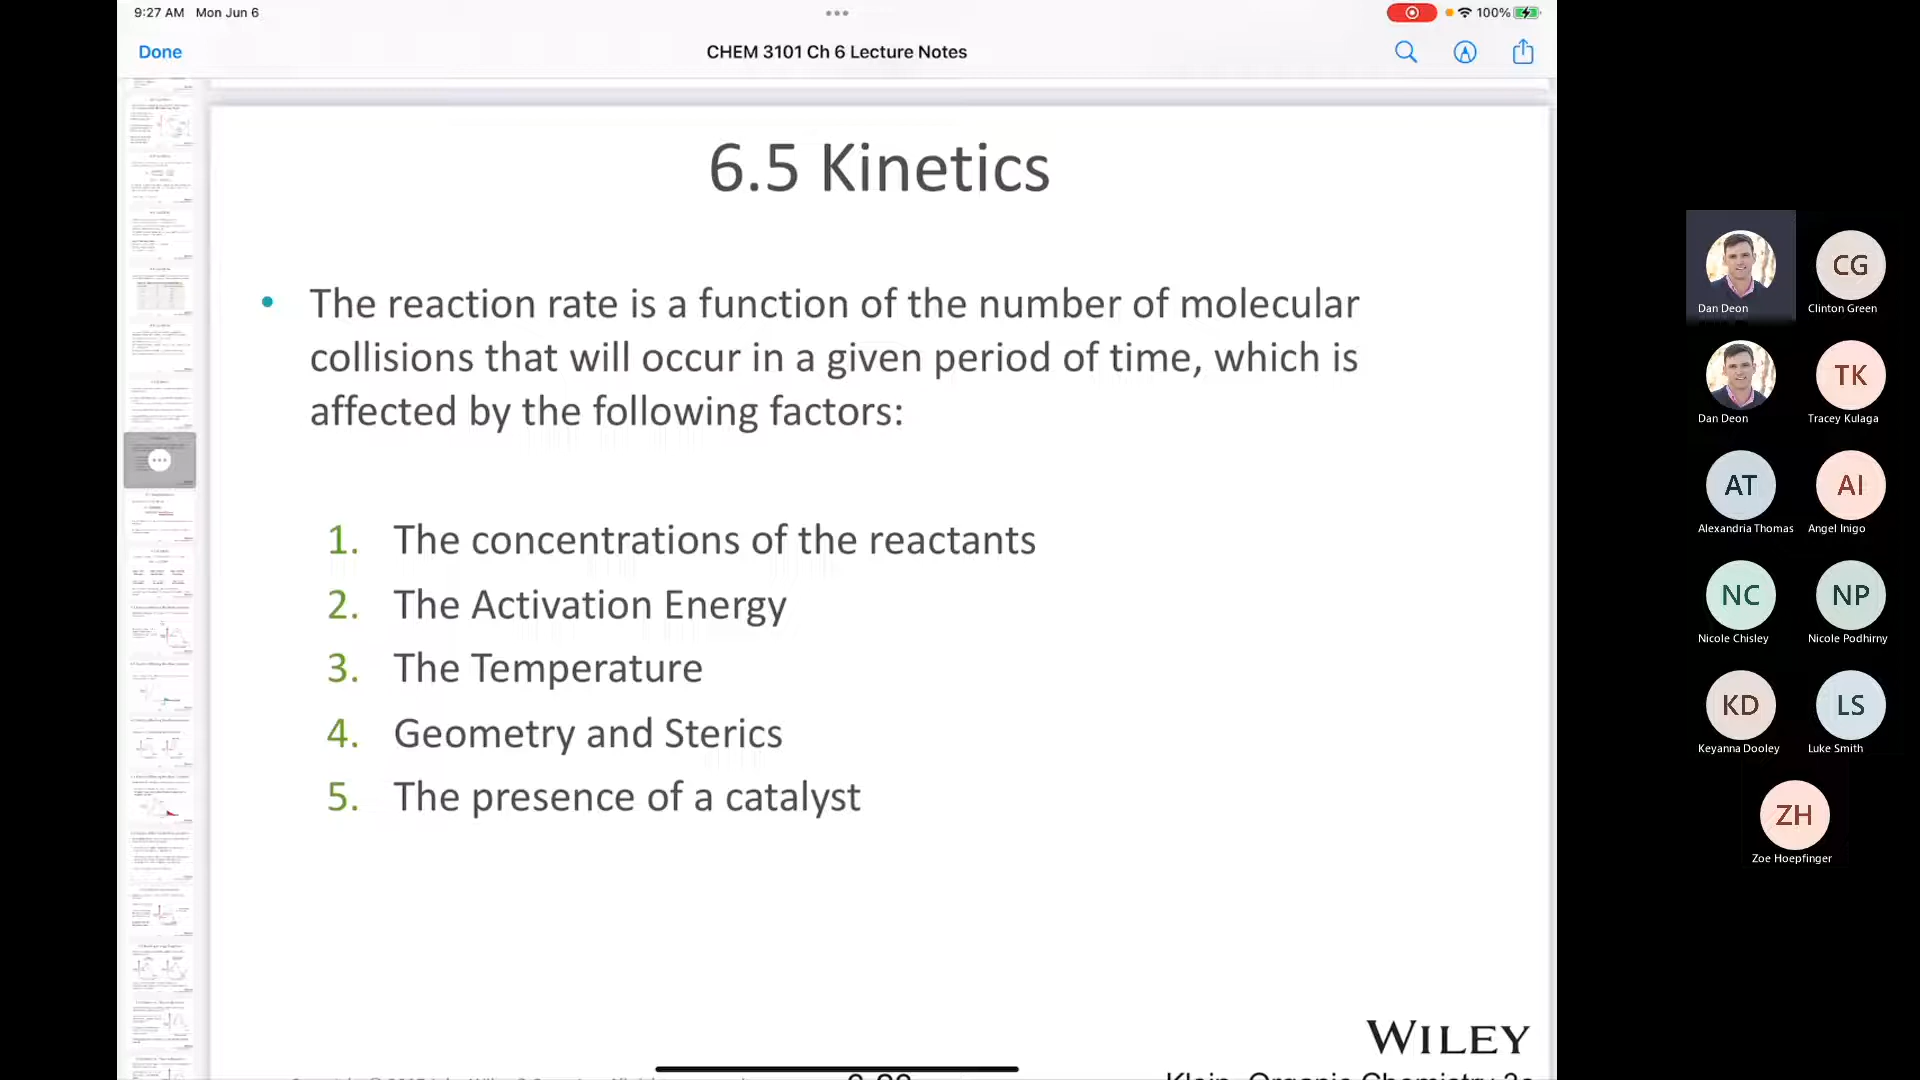 9:27 AM Mon Jun 6
100%
Done
CHEM 3101 Ch 6 Lecture Notes
6.5 Kinetics
• The reaction rate is a function of the number of molecular
collisions that will occur in a given period of time, which is
affected by the following factors:
1. The concentrations of the reactants
2. The Activation Energy
3. The Temperature
4. Geometry and Sterics
5. The presence of a catalyst
WILEY
Klein, Organic Chemistry
Dan Deon
CG
Clinton Green
Dan Deon
TK
Tracey Kulaga
AT
Alexandria Thomas
AI
Angel Inigo
NC
Nicole Chisley
NP
Nicole Podhirny
KD
Keyanna Dooley
LS
Luke Smith
ZH
Zoe Hoepfinger